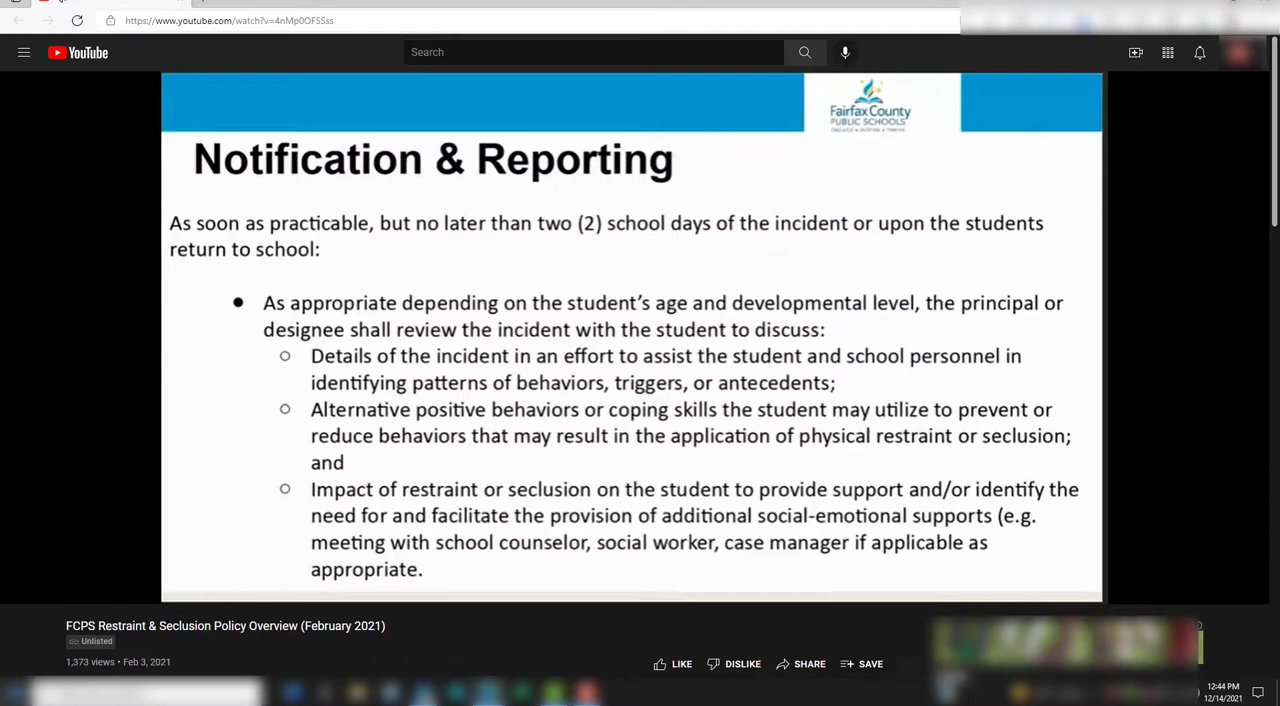 https://www.youtube.com/watch?v=4nMp0OF5Sss
YouTube
Search
Fairfax County
PUBLIC SCHOOLS
ENGAGE • INSPIRE • THRIVE
Notification & Reporting
As soon as practicable, but no later than two (2) school days of the incident or upon the students
return to school:
● As appropriate depending on the student’s age and developmental level, the principal or
designee shall review the incident with the student to discuss:
○ Details of the incident in an effort to assist the student and school personnel in
identifying patterns of behaviors, triggers, or antecedents;
○ Alternative positive behaviors or coping skills the student may utilize to prevent or
reduce behaviors that may result in the application of physical restraint or seclusion;
and
○ Impact of restraint or seclusion on the student to provide support and/or identify the
need for and facilitate the provision of additional social-emotional supports (e.g.
meeting with school counselor, social worker, case manager if applicable as
appropriate.
FCPS Restraint & Seclusion Policy Overview (February 2021)
Unlisted
1,373 views • Feb 3, 2021
LIKE DISLIKE SHARE SAVE
12:44 PM
12/14/2021